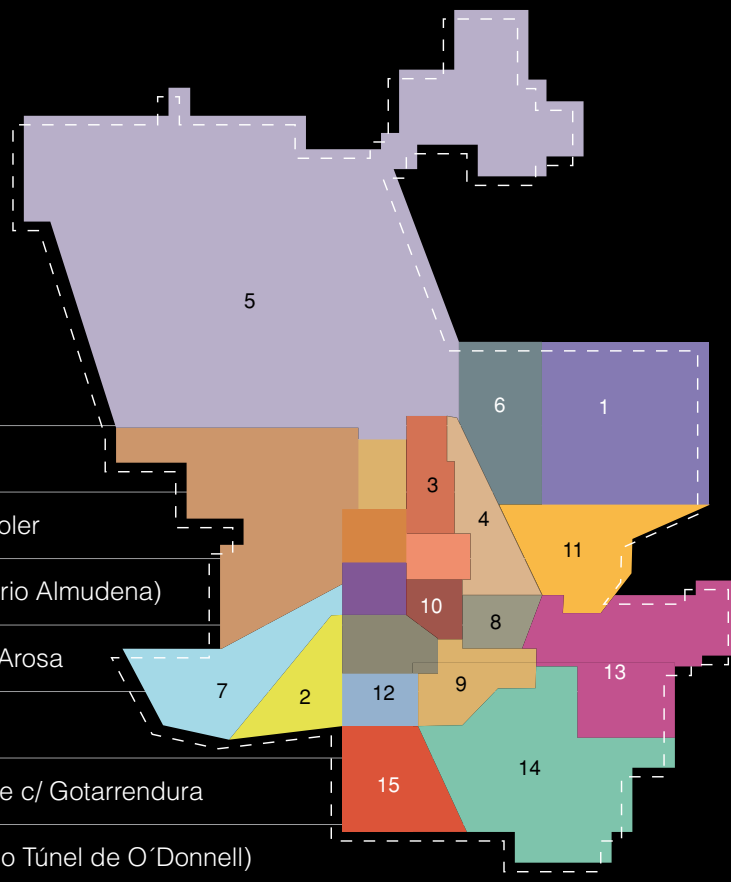 5
6 1
3
4
oler
11
rio Almudena)
10
8
Arosa
13
7 2 12 9
14
15
e c/ Gotarrendura
o Túnel de O´Donnell)